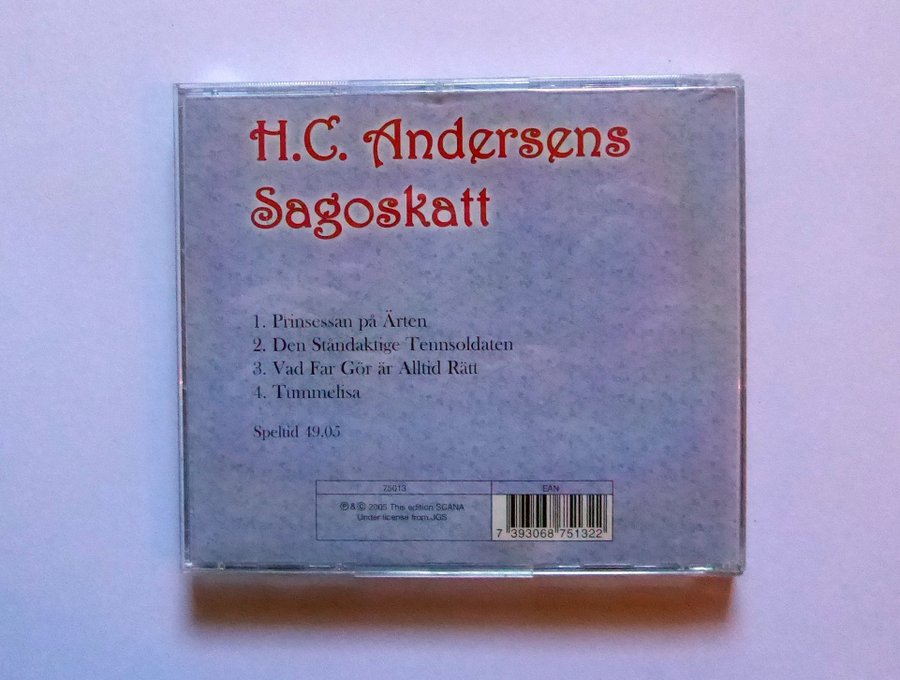 H.C. Andersens
Sagoskatt
1. Prinsessan på Ärten
2. Den Ståndaktige Tennsoldaten
3. Vad Far Gör är Alltid Rätt
4. Tummelisa
Speltid 49.05
75013
EAN
℗ & © 2005 This edition SCANA
Under license from JGS
7 393068 751322